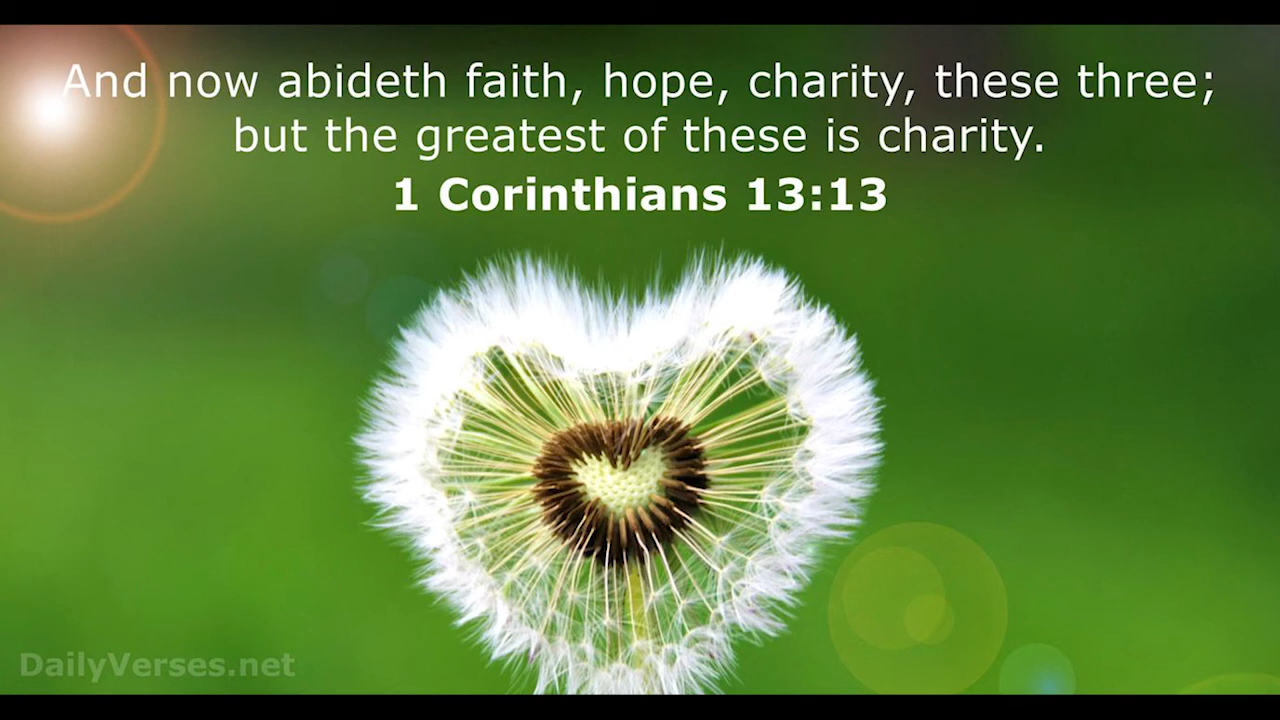 And now abideth faith, hope, charity, these three;
but the greatest of these is charity.
1 Corinthians 13:13
DailyVerses.net